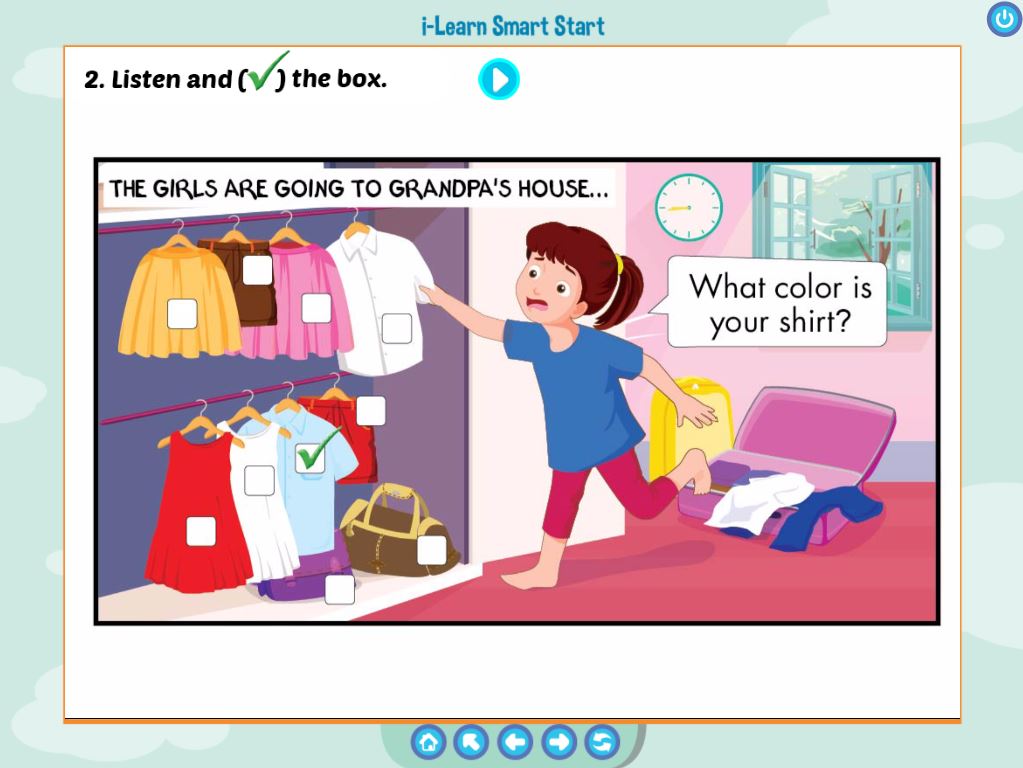 i-Learn Smart Start
2. Listen and (✓) the box.
THE GIRLS ARE GOING TO GRANDPA'S HOUSE...
What color is
your shirt?